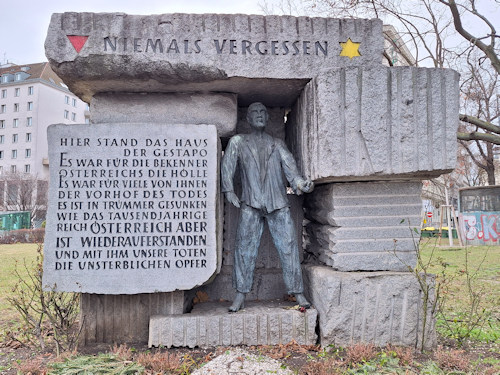 NIEMALS VERGESSEN
HIER STAND DAS HAUS
DER GESTAPO
ES WAR FÜR DIE BEKENNER
ÖSTERREICHS DIE HÖLLE
ES WAR FÜR VIELE VON IHNEN
DER VORHOF DES TODES
ES IST IN TRÜMMER GESUNKEN
WIE DAS TAUSENDJÄHRIGE
REICH ÖSTERREICH ABER
IST WIEDERAUFERSTANDEN
UND MIT IHM UNSERE TOTEN
DIE UNSTERBLICHEN OPFER